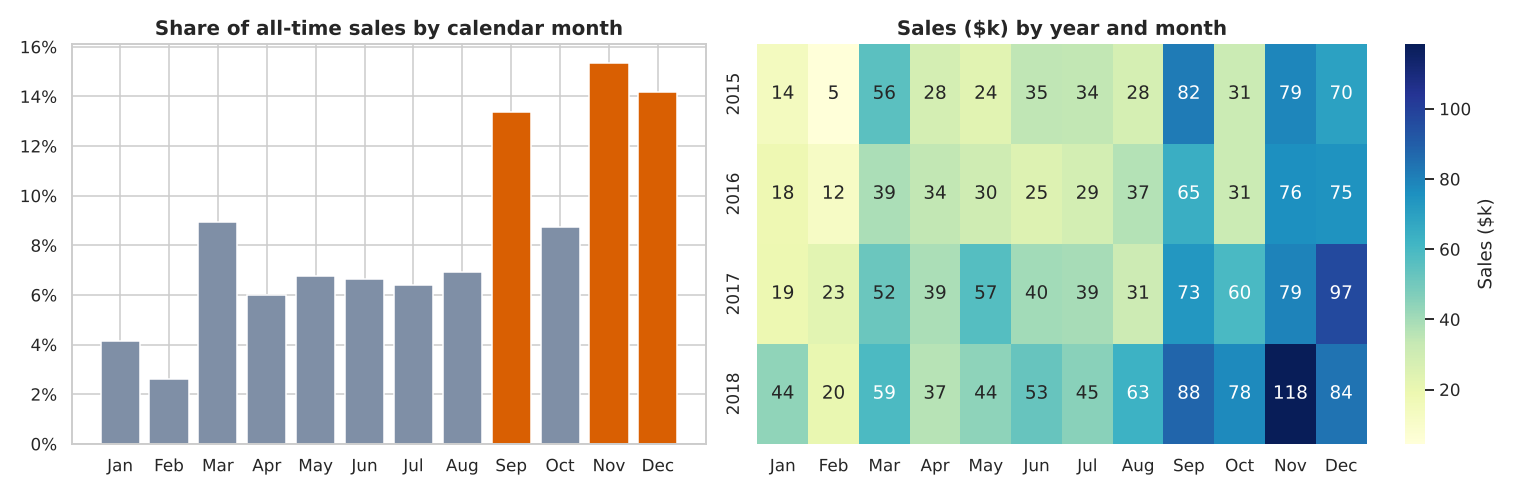 Share of all-time sales by calendar month
16%
14%
12%
10%
8%
6%
4%
2%
0%
Jan Feb Mar Apr May Jun Jul Aug Sep Oct Nov Dec
Sales ($k) by year and month
2015 14 5 56 28 24 35 34 28 82 31 79 70
2016 18 12 39 34 30 25 29 37 65 31 76 75
2017 19 23 52 39 57 40 39 31 73 60 79 97
2018 44 20 59 37 44 53 45 63 88 78 118 84
Jan Feb Mar Apr May Jun Jul Aug Sep Oct Nov Dec
100
80
60
40
20
Sales ($k)